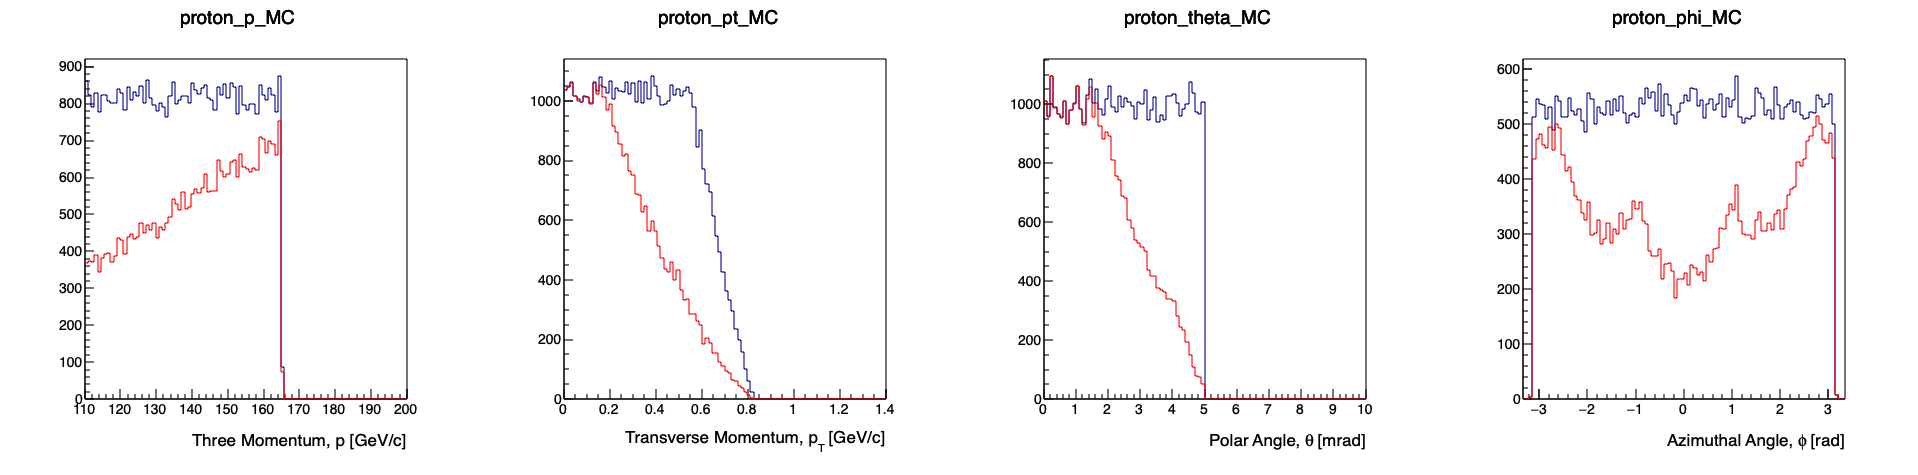 proton_p_MC
900
800
700
600
500
400
300
200
100
0
110 120 130 140 150 160 170 180 190 200
Three Momentum, p [GeV/c]
proton_pt_MC
1000
800
600
400
200
0
0 0.2 0.4 0.6 0.8 1 1.2 1.4
Transverse Momentum, p_T [GeV/c]
proton_theta_MC
1000
800
600
400
200
0
0 1 2 3 4 5 6 7 8 9 10
Polar Angle, θ [mrad]
proton_phi_MC
600
500
400
300
200
100
0
−3 −2 −1 0 1 2 3
Azimuthal Angle, ϕ [rad]